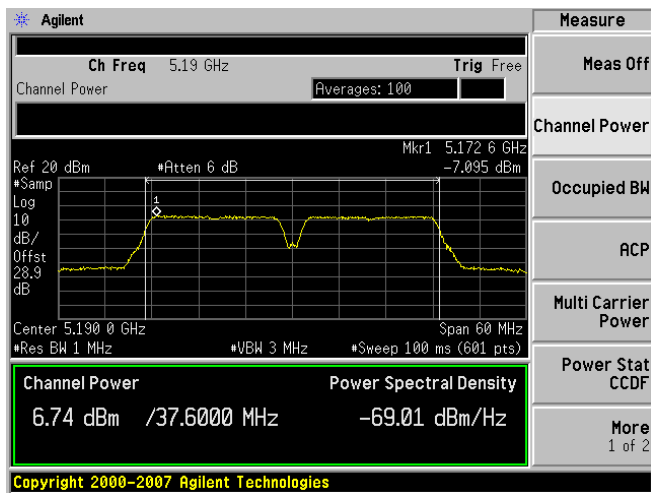 Agilent
Measure
Ch Freq 5.19 GHz Trig Free
Channel Power Averages: 100
Mkr1 5.172 6 GHz
Ref 20 dBm #Atten 6 dB -7.095 dBm
#Samp
Log
10
dB/
Offst
28.9
dB
1
Center 5.190 0 GHz Span 60 MHz
#Res BW 1 MHz #VBW 3 MHz #Sweep 100 ms (601 pts)
Channel Power Power Spectral Density
6.74 dBm /37.6000 MHz -69.01 dBm/Hz
Copyright 2000-2007 Agilent Technologies
Meas Off
Channel Power
Occupied BW
ACP
Multi Carrier
Power
Power Stat
CCDF
More
1 of 2